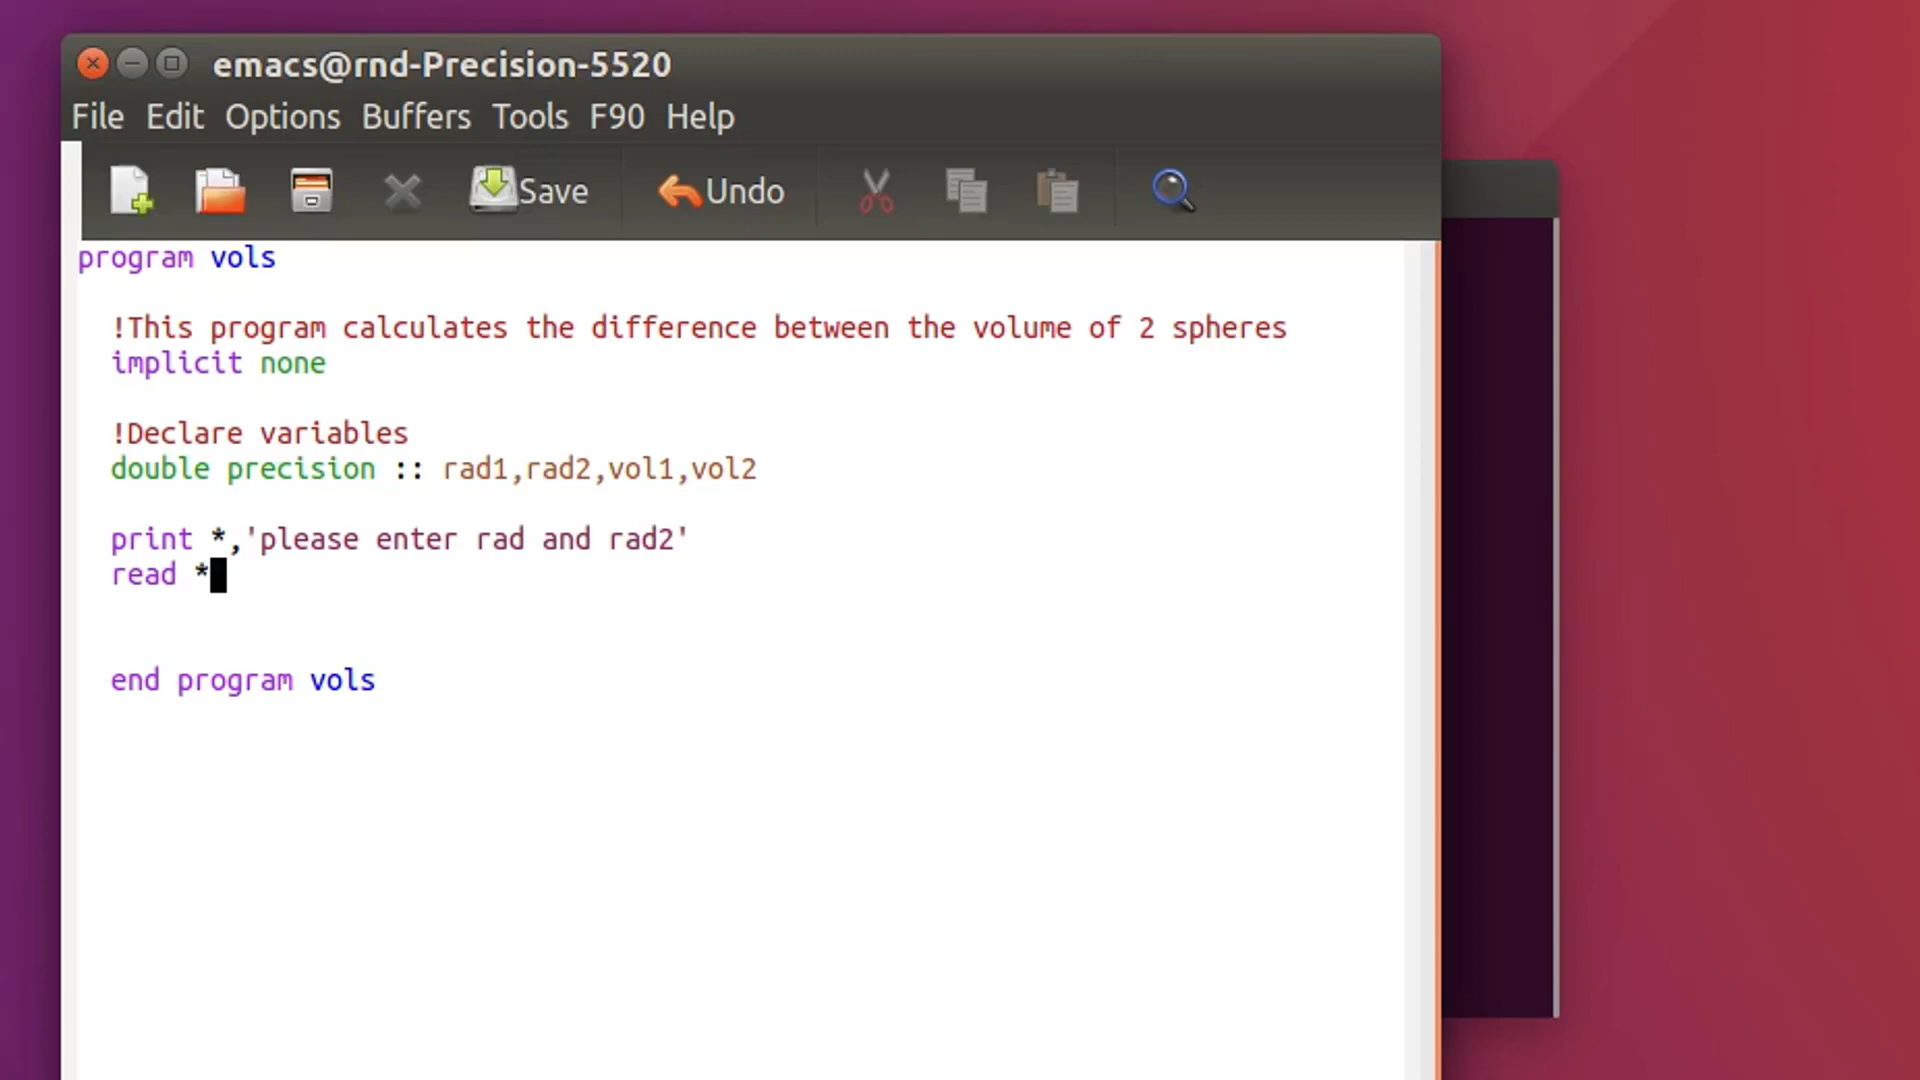 emacs@rnd-Precision-5520
File Edit Options Buffers Tools F90 Help
Save Undo
program vols
!This program calculates the difference between the volume of 2 spheres
implicit none
!Declare variables
double precision :: rad1,rad2,vol1,vol2
print *,'please enter rad and rad2'
read *
end program vols